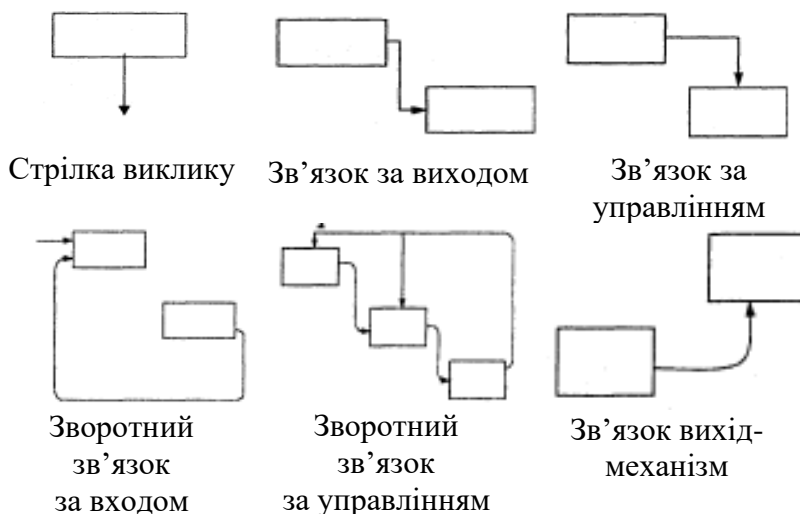 Стрілка виклику
Зв’язок за виходом
Зв’язок за
управлінням
Зворотний
зв’язок
за входом
Зворотний
зв’язок
за управлінням
Зв’язок вихід-
механізм